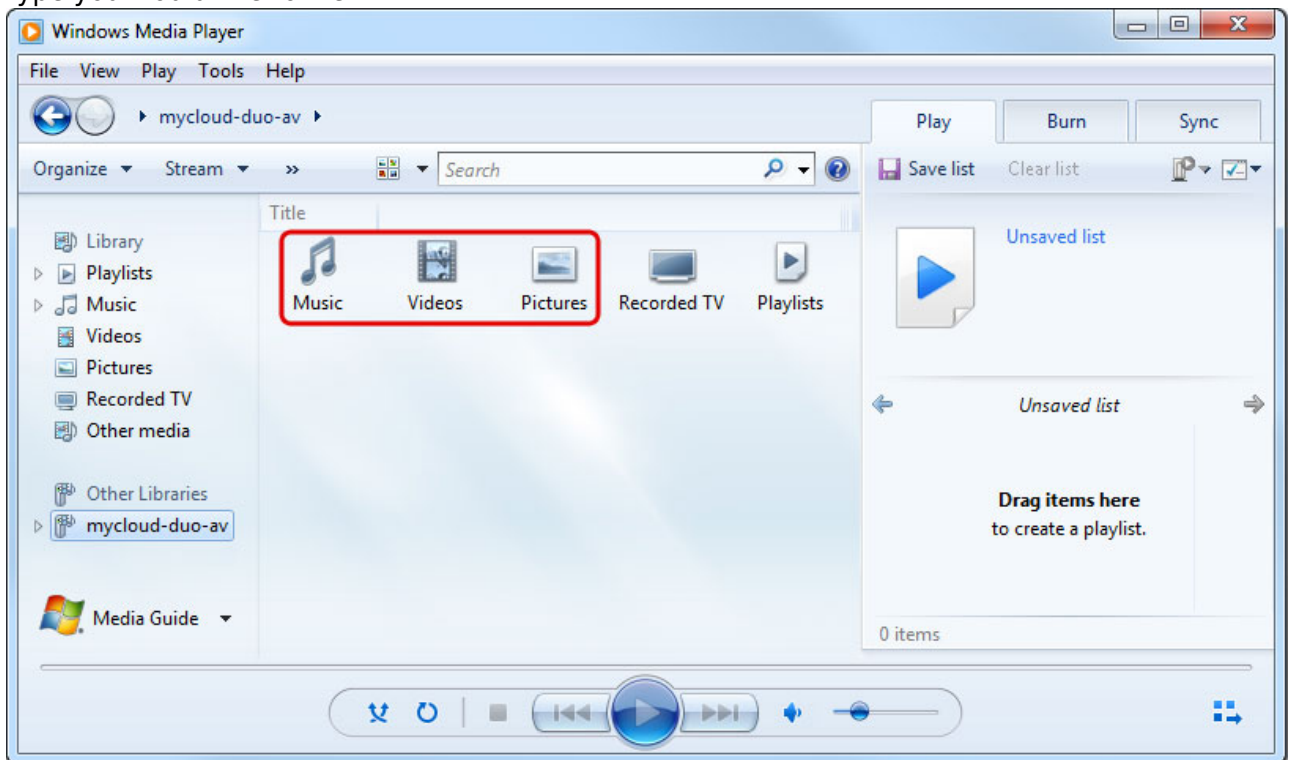 Windows Media Player
File View Play Tools Help
mycloud-duo-av
Play Burn Sync
Organize Stream » Search
Save list Clear list
Title
Library
Playlists
Music
Videos
Pictures
Recorded TV
Other media
Other Libraries
mycloud-duo-av
Media Guide
Music Videos Pictures Recorded TV Playlists
Unsaved list
Unsaved list
Drag items here
to create a playlist.
0 items